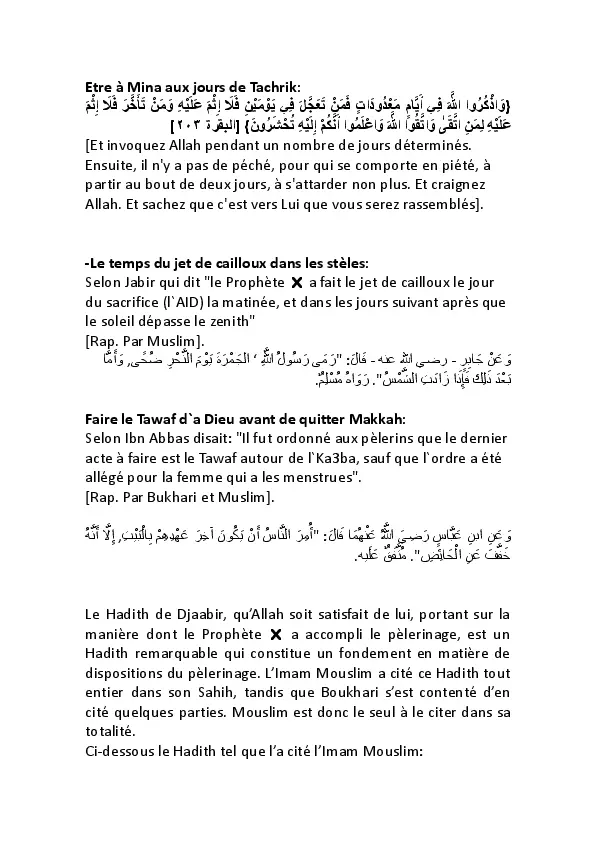 Etre à Mina aux jours de Tachrik:
{وَاذْكُرُوا اللَّهَ فِي أَيَّامٍ مَعْدُودَاتٍ فَمَنْ تَعَجَّلَ فِي يَوْمَيْنِ فَلَا إِثْمَ عَلَيْهِ وَمَنْ تَأَخَّرَ فَلَا إِثْمَ
عَلَيْهِ لِمَنِ اتَّقَىٰ وَاتَّقُوا اللَّهَ وَاعْلَمُوا أَنَّكُمْ إِلَيْهِ تُحْشَرُونَ} [البقرة ٢٠٣]
[Et invoquez Allah pendant un nombre de jours déterminés.
Ensuite, il n'y a pas de péché, pour qui se comporte en piété, à
partir au bout de deux jours, à s'attarder non plus. Et craignez
Allah. Et sachez que c'est vers Lui que vous serez rassemblés].
-Le temps du jet de cailloux dans les stèles:
Selon Jabir qui dit "le Prophète ✕ a fait le jet de cailloux le jour
du sacrifice (l`AID) la matinée, et dans les jours suivant après que
le soleil dépasse le zenith"
[Rap. Par Muslim].
وَعَنْ جَابِرٍ - رضي الله عنه - قَالَ: "رَمَى رَسُولُ اللَّهِ ‘ الْجَمْرَةَ يَوْمَ النَّحْرِ ضُحًى, وَأَمَّا
بَعْدَ ذَلِكَ فَإِذَا زَادَتِ الشَّمْسُ". رَوَاهُ مُسْلِمٌ.
Faire le Tawaf d`a Dieu avant de quitter Makkah:
Selon Ibn Abbas disait: "Il fut ordonné aux pèlerins que le dernier
acte à faire est le Tawaf autour de l`Ka3ba, sauf que l`ordre a été
allégé pour la femme qui a les menstrues".
[Rap. Par Bukhari et Muslim].
وَعَنِ ابنِ عَبَّاسٍ رَضِيَ اللَّهُ عَنْهُمَا قَالَ: "أُمِرَ النَّاسُ أَنْ يَكُونَ آخِرَ عَهْدِهِمْ بِالْبَيْتِ, إِلَّا أَنَّهُ
خَفَّفَ عَنِ الْحَائِضِ". مُتَّفَقٌ عَلَيْهِ.
Le Hadith de Djaabir, qu’Allah soit satisfait de lui, portant sur la
manière dont le Prophète ✕ a accompli le pèlerinage, est un
Hadith remarquable qui constitue un fondement en matière de
dispositions du pèlerinage. L’Imam Mouslim a cité ce Hadith tout
entier dans son Sahih, tandis que Boukhari s’est contenté d’en
cité quelques parties. Mouslim est donc le seul à le citer dans sa
totalité.
Ci-dessous le Hadith tel que l’a cité l’Imam Mouslim: